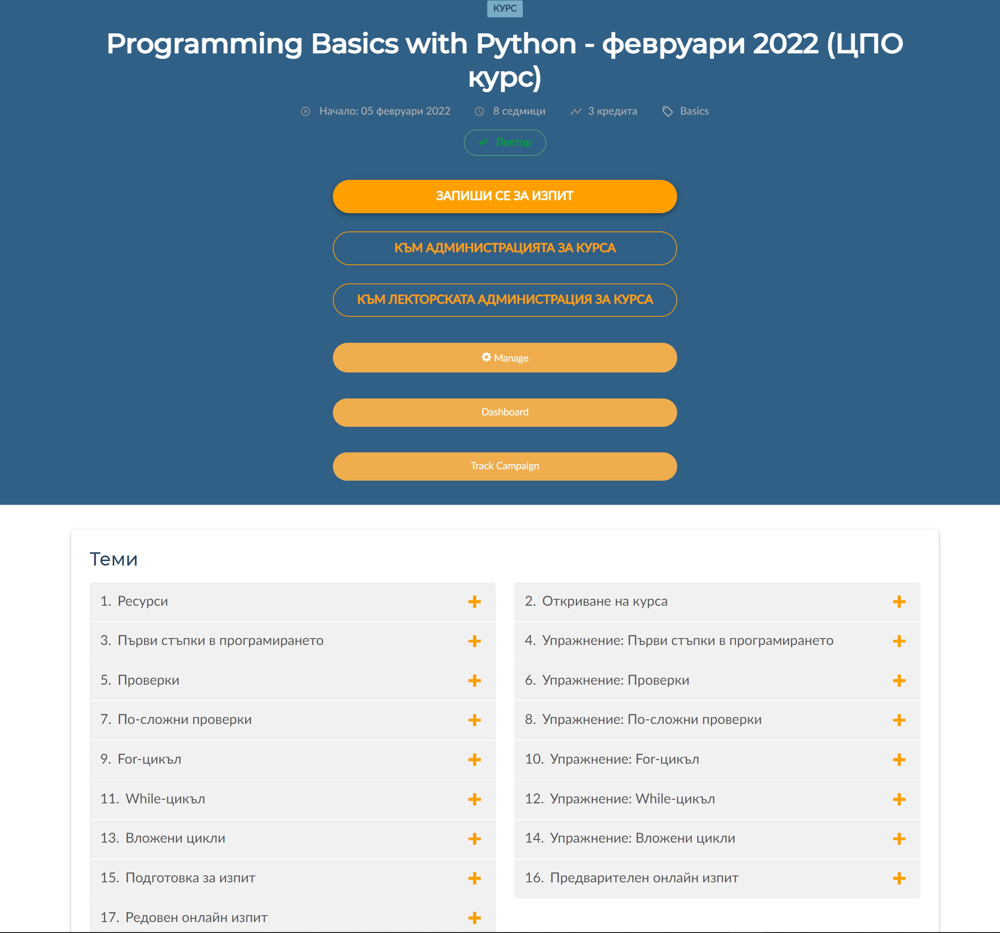 КУРС
Programming Basics with Python - февруари 2022 (ЦПО
курс)
Начало: 05 февруари 2022 8 седмици 3 кредита Basics
Лектор
ЗАПИШИ СЕ ЗА ИЗПИТ
КЪМ АДМИНИСТРАЦИЯТА ЗА КУРСА
КЪМ ЛЕКТОРСКАТА АДМИНИСТРАЦИЯ ЗА КУРСА
Manage
Dashboard
Track Campaign
Теми
1. Ресурси
2. Откриване на курса
3. Първи стъпки в програмирането
4. Упражнение: Първи стъпки в програмирането
5. Проверки
6. Упражнение: Проверки
7. По-сложни проверки
8. Упражнение: По-сложни проверки
9. For-цикъл
10. Упражнение: For-цикъл
11. While-цикъл
12. Упражнение: While-цикъл
13. Вложени цикли
14. Упражнение: Вложени цикли
15. Подготовка за изпит
16. Предварителен онлайн изпит
17. Редовен онлайн изпит